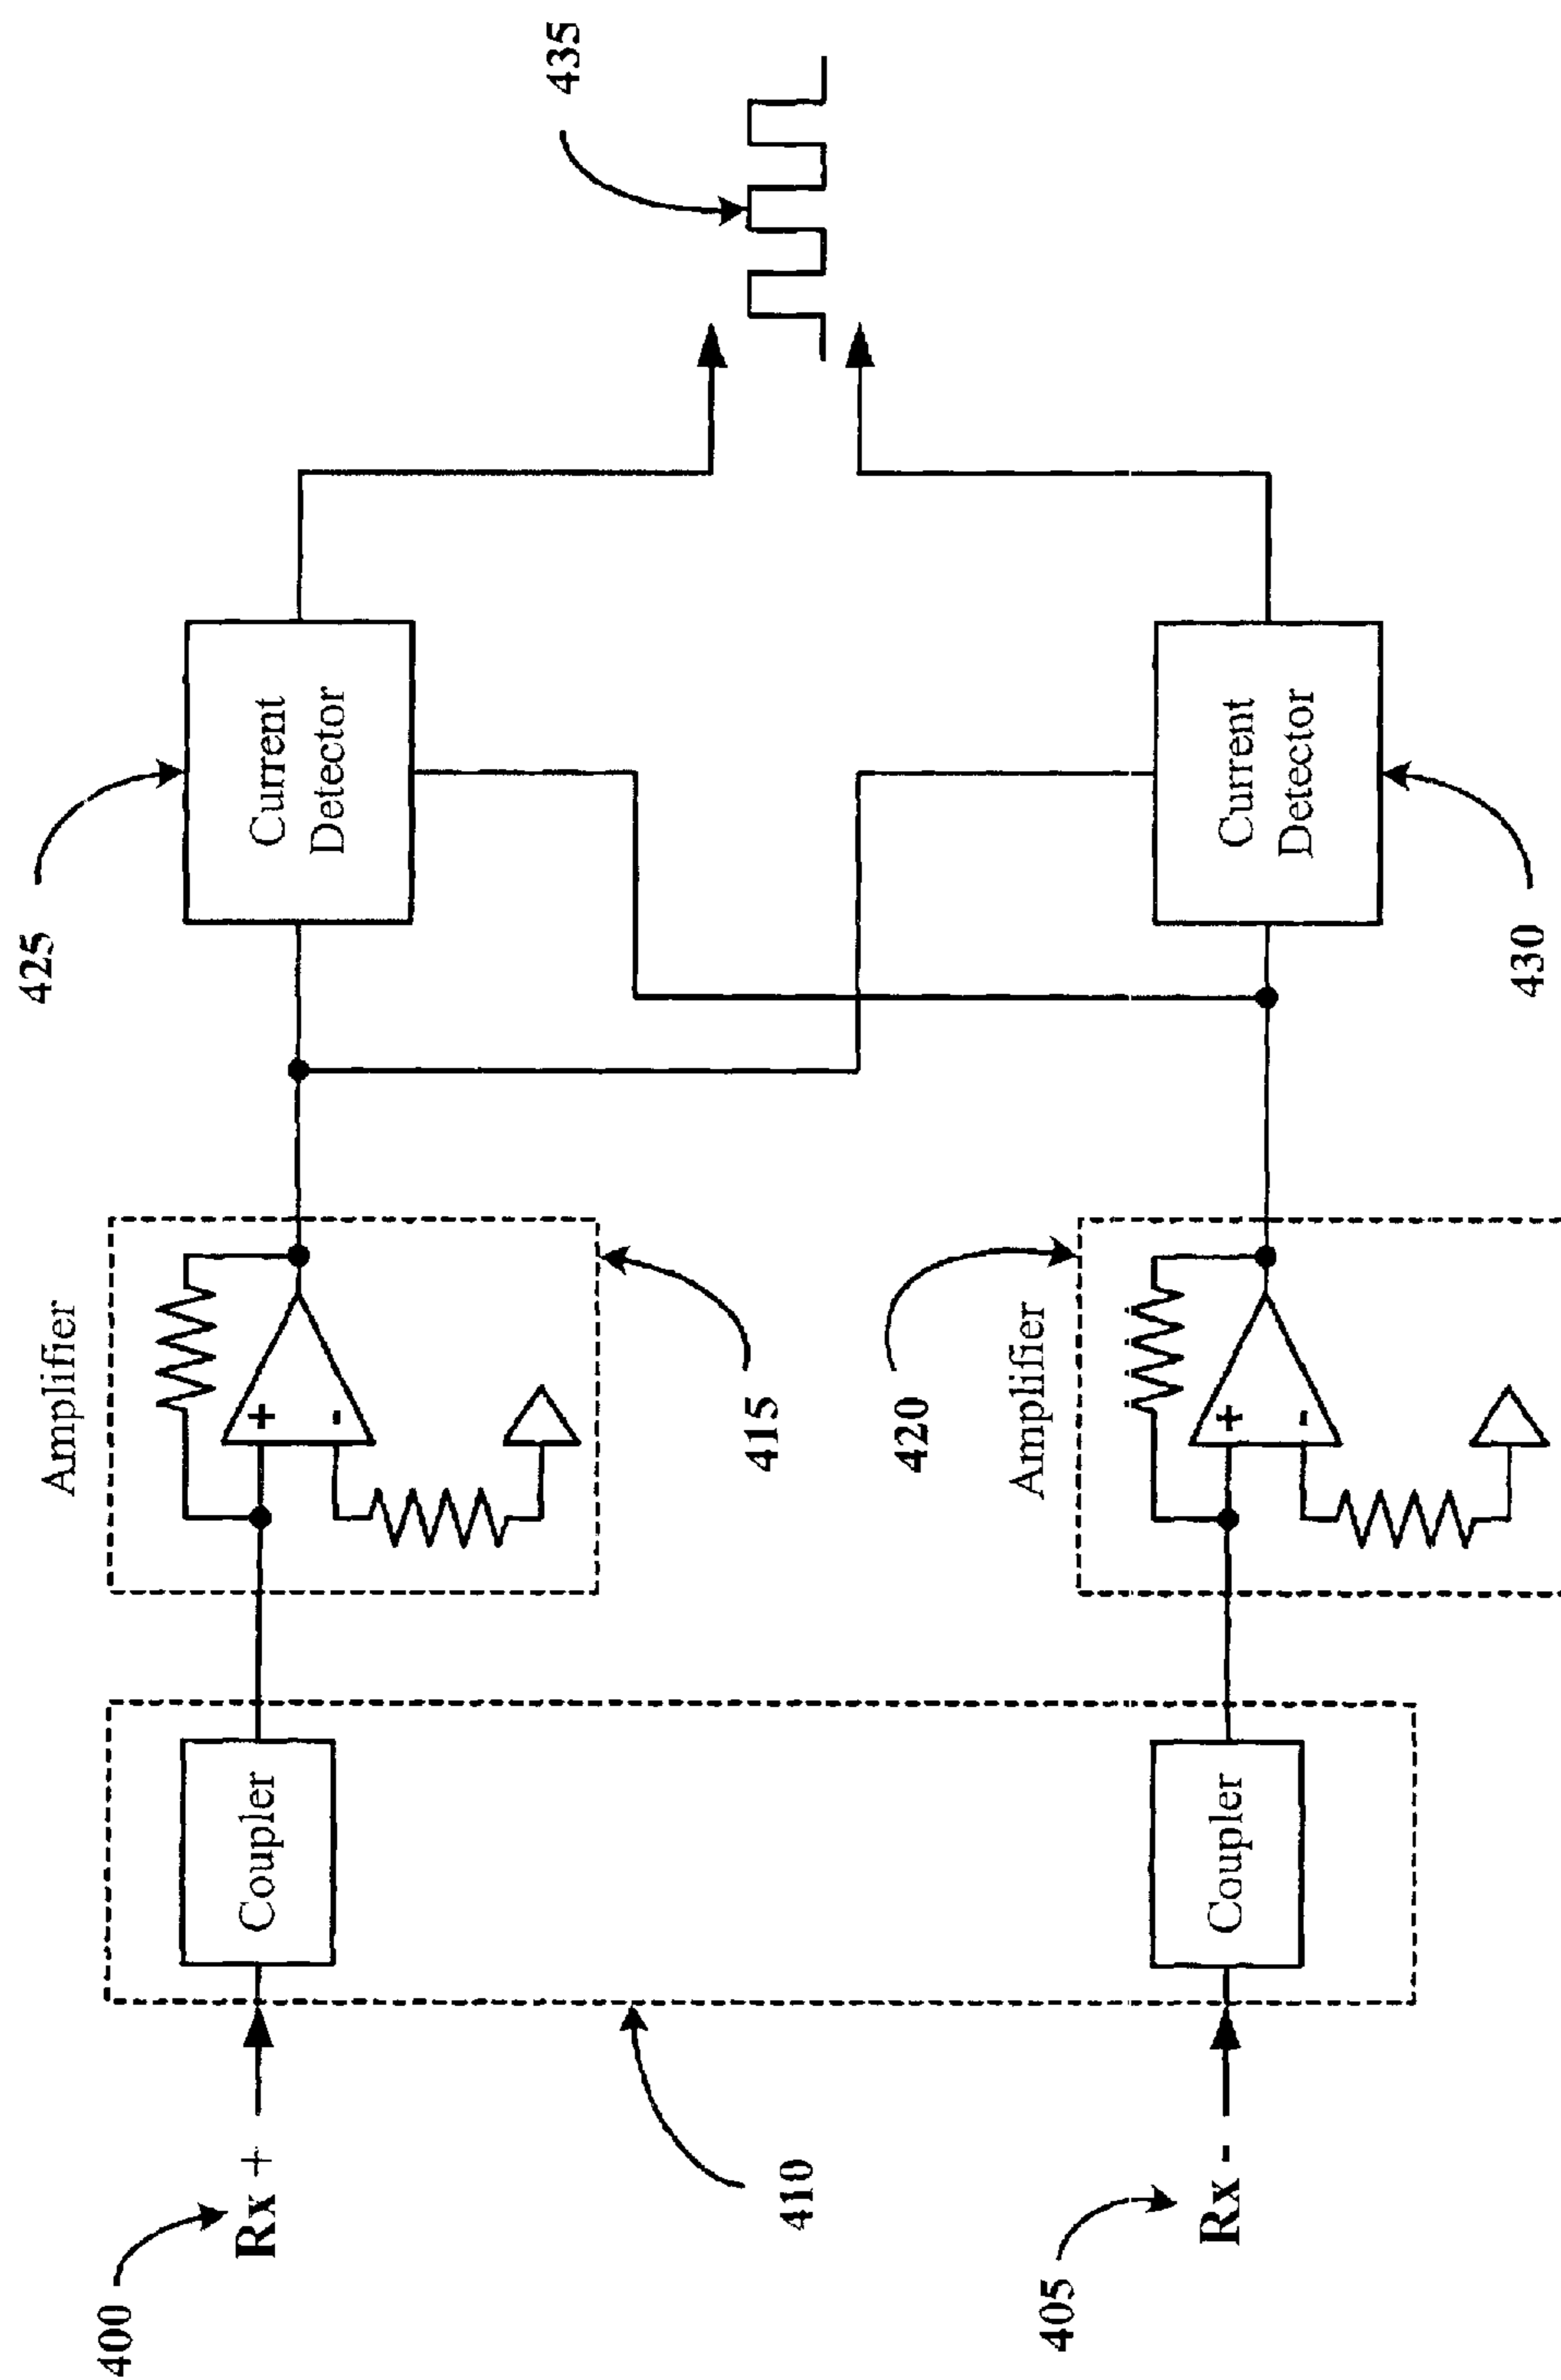 400
Rx +
405
Rx -
410
Coupler
Coupler
Amplifier
+
-
415
Amplifier
+
-
420
425
Current
Detector
Current
Detector
430
435